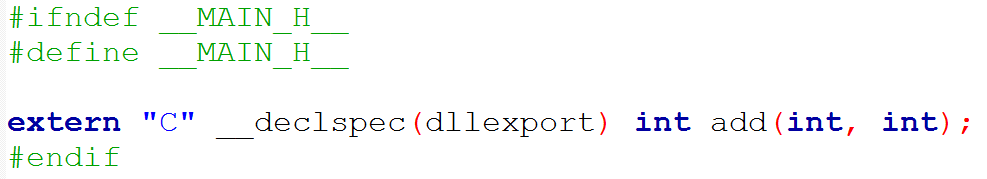 #ifndef __MAIN_H__
#define __MAIN_H__
extern "C" __declspec(dllexport) int add(int, int);
#endif